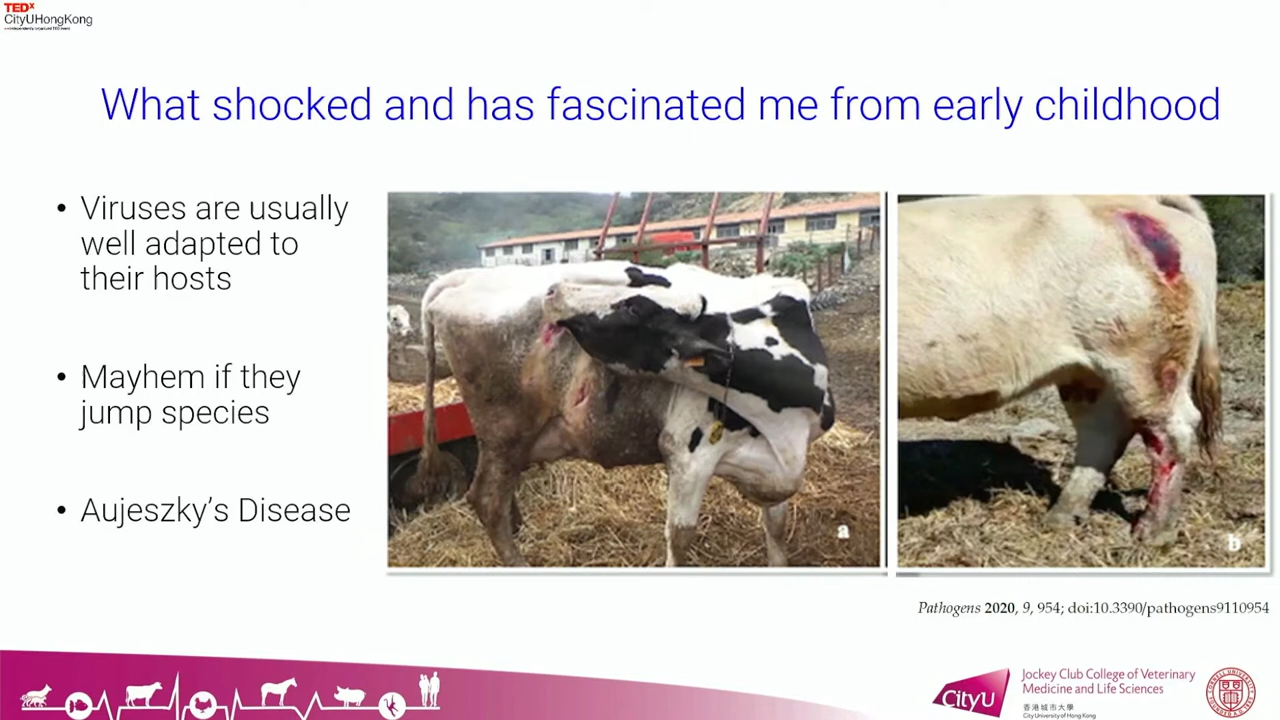 TEDx
CityUHongKong
What shocked and has fascinated me from early childhood
• Viruses are usually
well adapted to
their hosts
• Mayhem if they
jump species
• Aujeszky's Disease
a
b
Pathogens 2020, 9, 954; doi:10.3390/pathogens9110954
CityU
Jockey Club College of Veterinary
Medicine and Life Sciences
香港城市大學
City University of Hong Kong